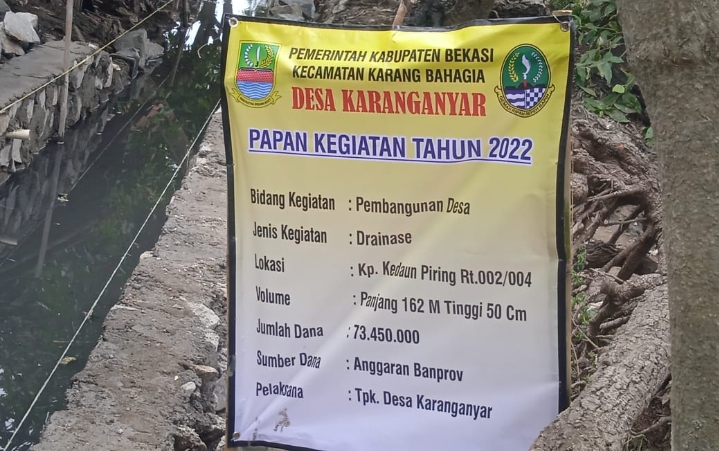 PEMERINTAH KABUPATEN BEKASI
KECAMATAN KARANG BAHAGIA
DESA KARANGANYAR
PAPAN KEGIATAN TAHUN 2022
Bidang Kegiatan : Pembangunan Desa
Jenis Kegiatan : Drainase
Lokasi : Kp. Kedaun Piring Rt.002/004
Volume : Panjang 162 M Tinggi 50 Cm
Jumlah Dana : 73.450.000
Sumber Dana : Anggaran Banprov
Pelaksana : Tpk. Desa Karanganyar